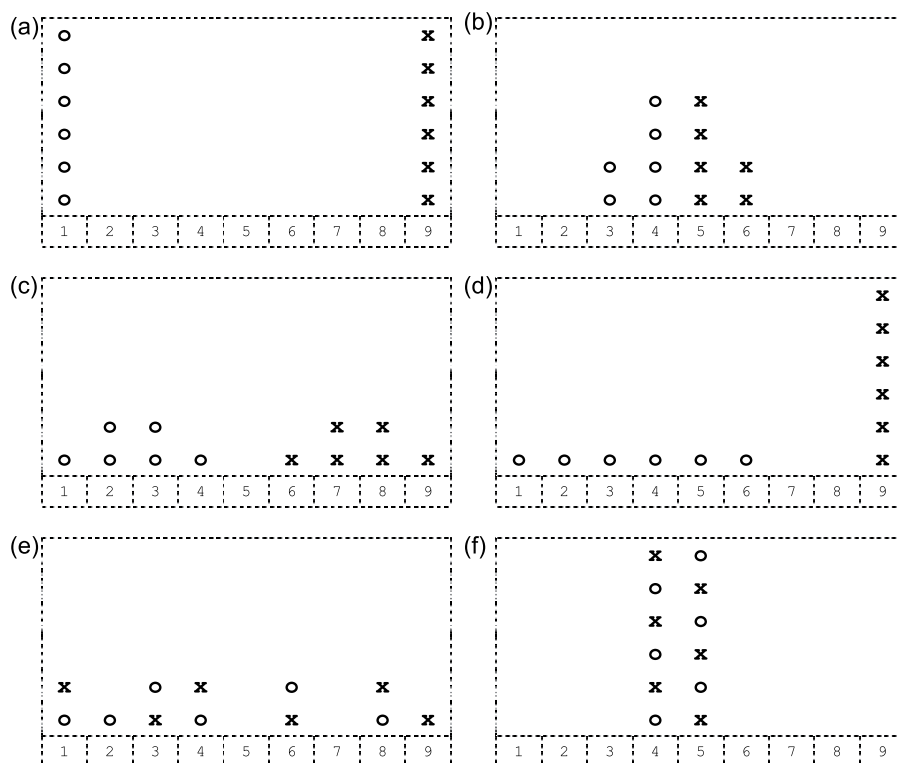 (a) (b)
o x
o x
o x o x
o x o x
o x o o x x
o x o o x x
1 2 3 4 5 6 7 8 9 1 2 3 4 5 6 7 8 9
(c) (d)
x
x
x
x
o o x x x
o o o o x x x x o o o o o o x
1 2 3 4 5 6 7 8 9 1 2 3 4 5 6 7 8 9
(e) (f)
x o
o x
x o
o x
x o x o x x o
o o x o x o x o x
1 2 3 4 5 6 7 8 9 1 2 3 4 5 6 7 8 9